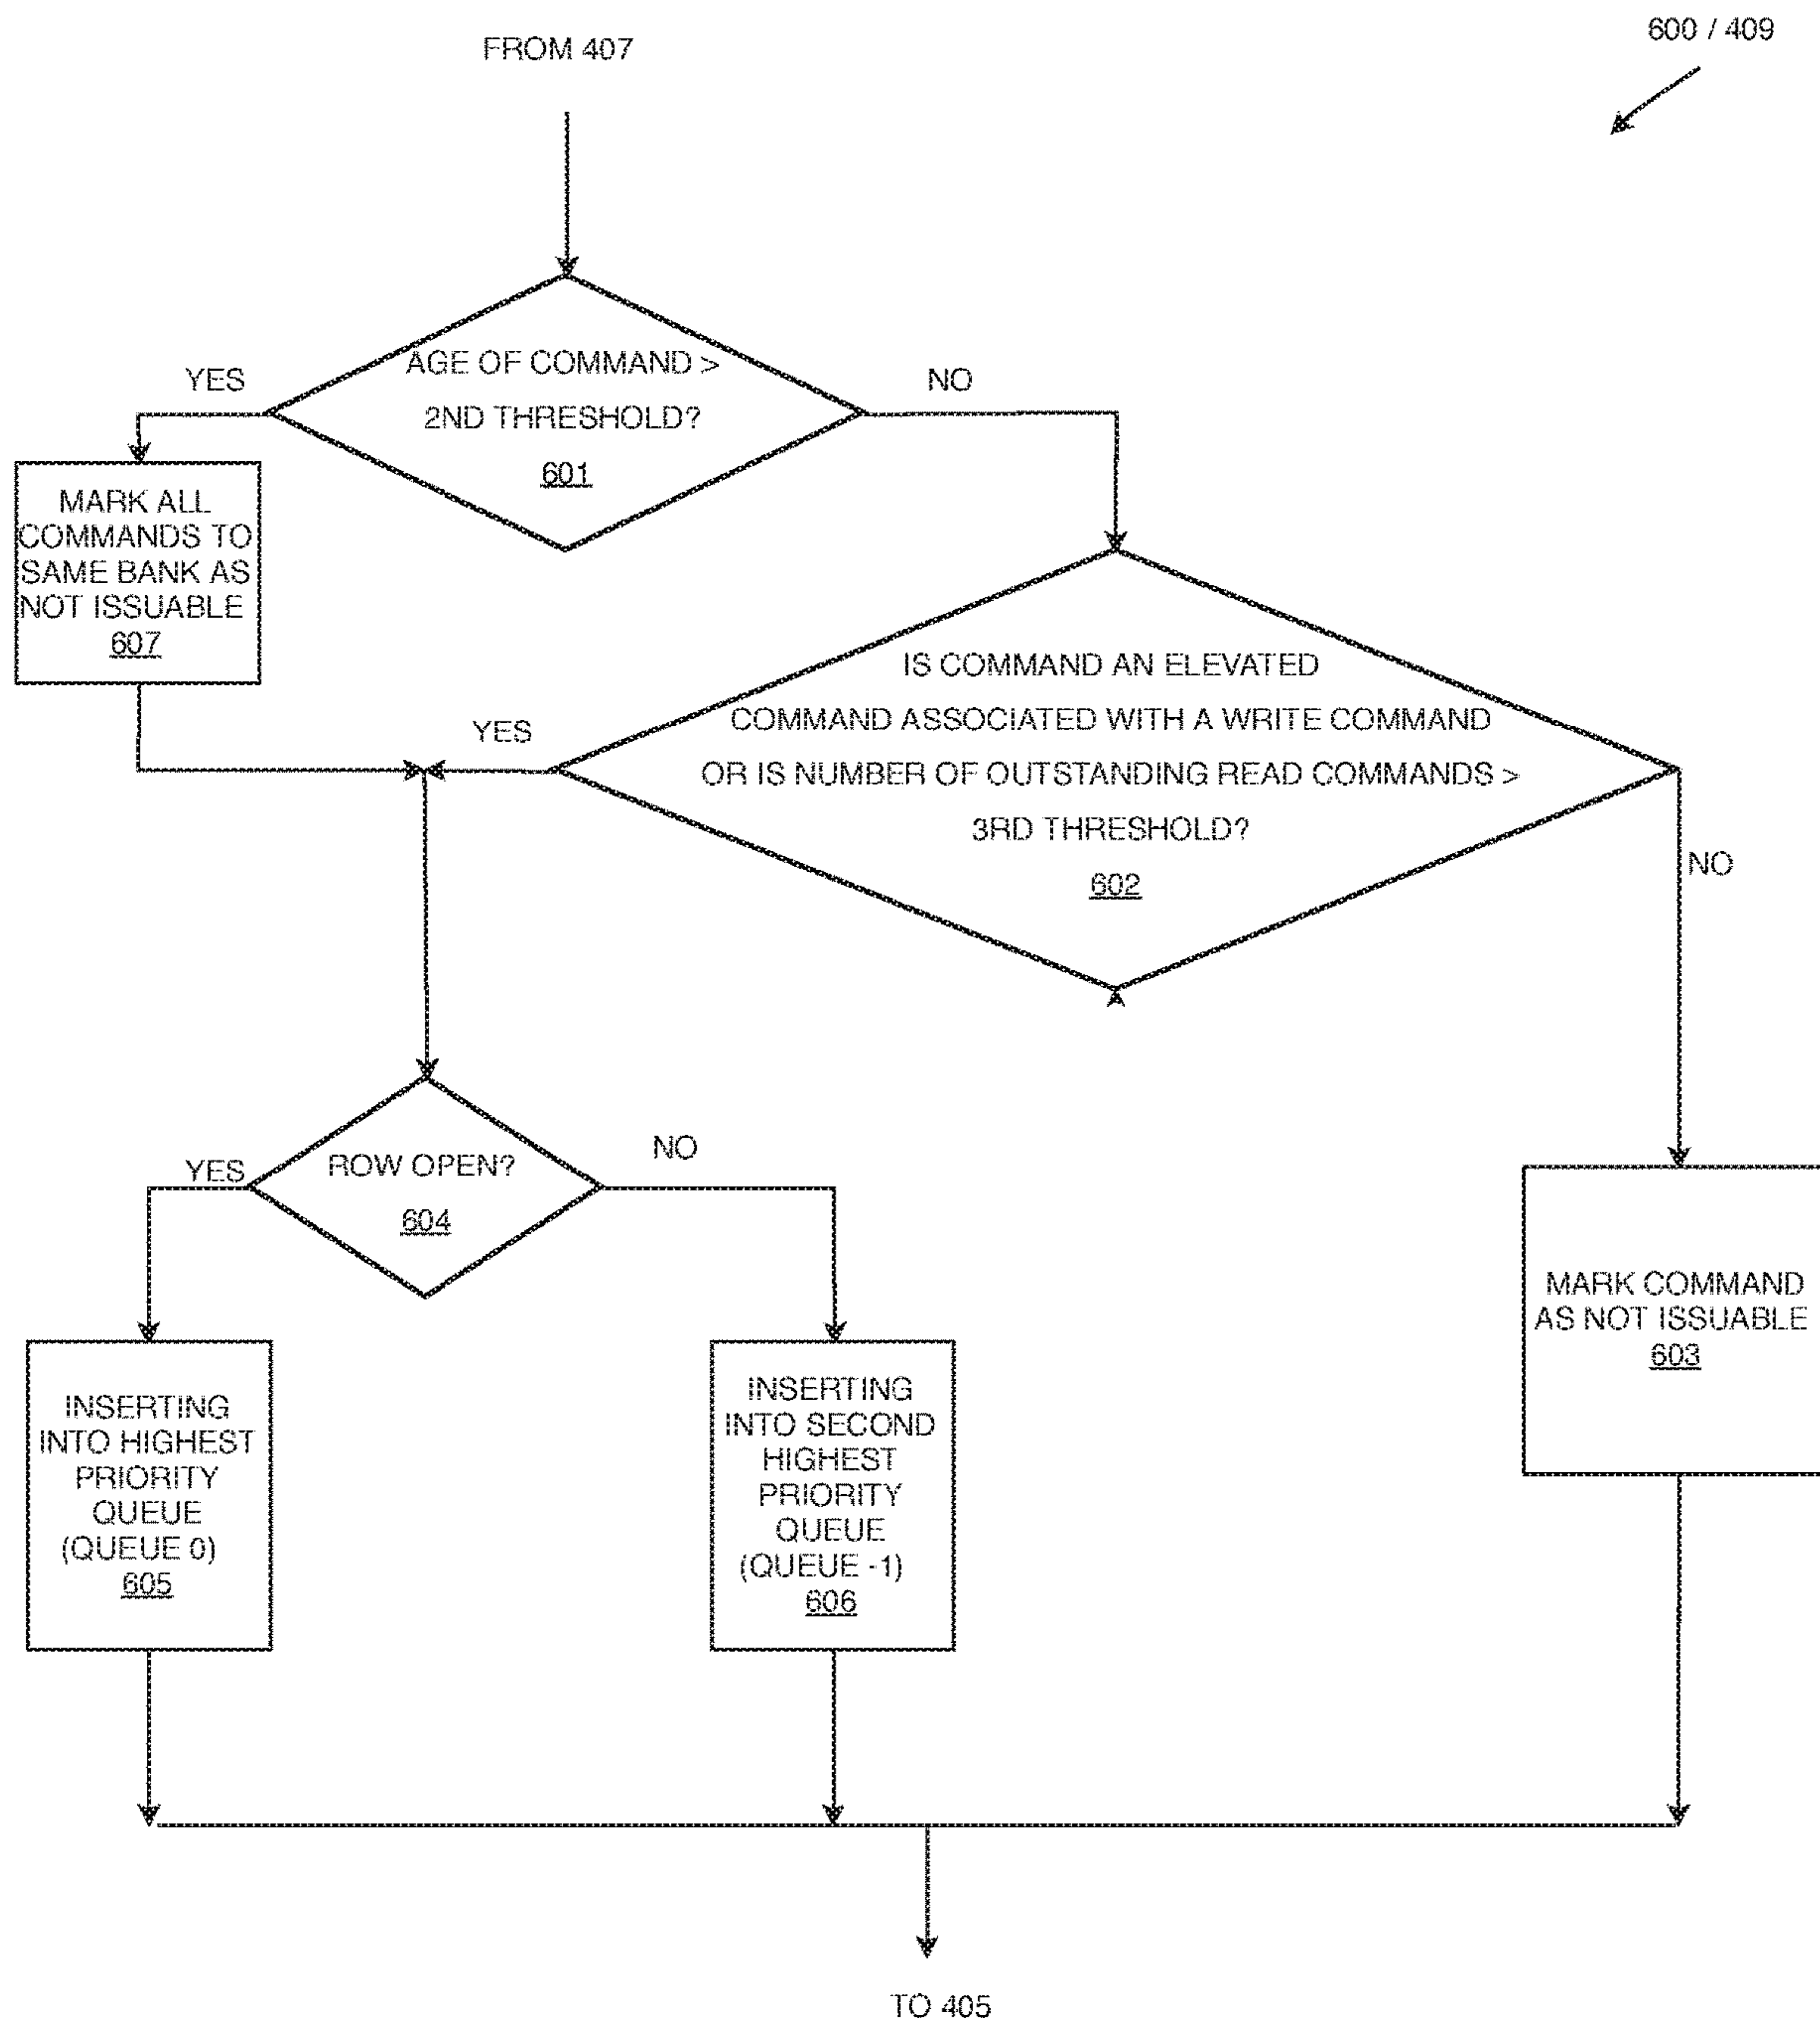 600 / 409
FROM 407
AGE OF COMMAND >
2ND THRESHOLD?
601
YES
NO
MARK ALL
COMMANDS TO
SAME BANK AS
NOT ISSUABLE
607
IS COMMAND AN ELEVATED
COMMAND ASSOCIATED WITH A WRITE COMMAND
OR IS NUMBER OF OUTSTANDING READ COMMANDS >
3RD THRESHOLD?
602
YES
NO
ROW OPEN?
604
YES
NO
MARK COMMAND
AS NOT ISSUABLE
603
INSERTING
INTO HIGHEST
PRIORITY
QUEUE
(QUEUE 0)
605
INSERTING
INTO SECOND
HIGHEST
PRIORITY
QUEUE
(QUEUE -1)
606
TO 405